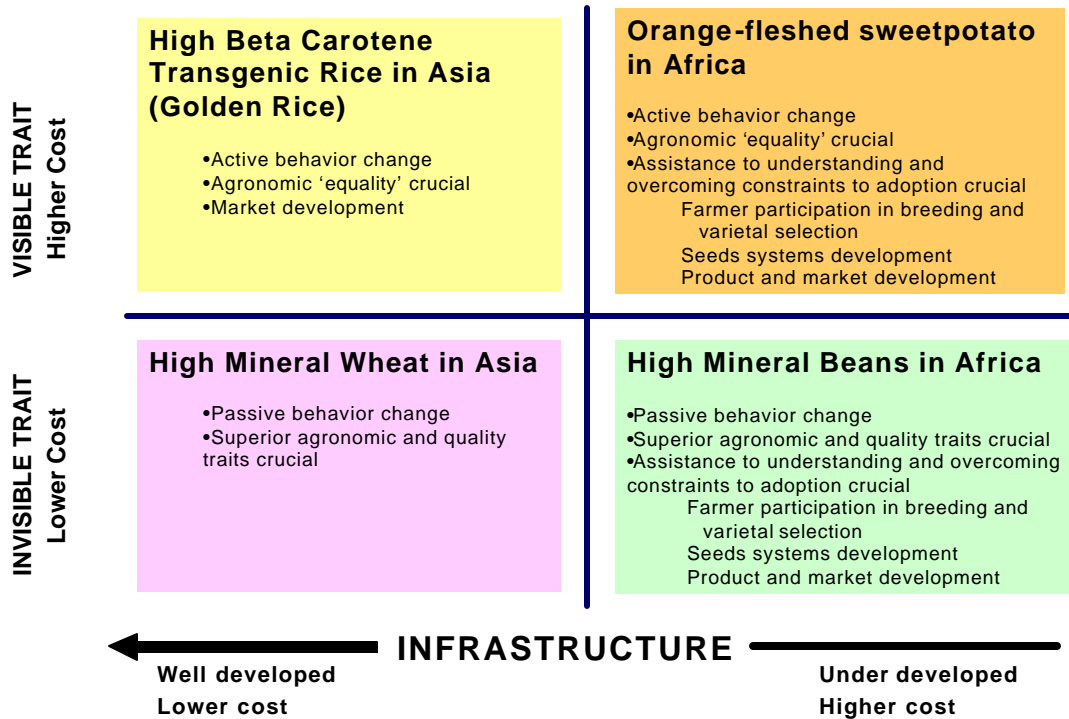 VISIBLE TRAIT
Higher Cost
High Beta Carotene
Transgenic Rice in Asia
(Golden Rice)
•Active behavior change
•Agronomic ‘equality’ crucial
•Market development
Orange-fleshed sweetpotato
in Africa
•Active behavior change
•Agronomic ‘equality’ crucial
•Assistance to understanding and
overcoming constraints to adoption crucial
Farmer participation in breeding and
varietal selection
Seeds systems development
Product and market development
INVISIBLE TRAIT
Lower Cost
High Mineral Wheat in Asia
•Passive behavior change
•Superior agronomic and quality
traits crucial
High Mineral Beans in Africa
•Passive behavior change
•Superior agronomic and quality traits crucial
•Assistance to understanding and overcoming
constraints to adoption crucial
Farmer participation in breeding and
varietal selection
Seeds systems development
Product and market development
INFRASTRUCTURE
Well developed
Lower cost
Under developed
Higher cost